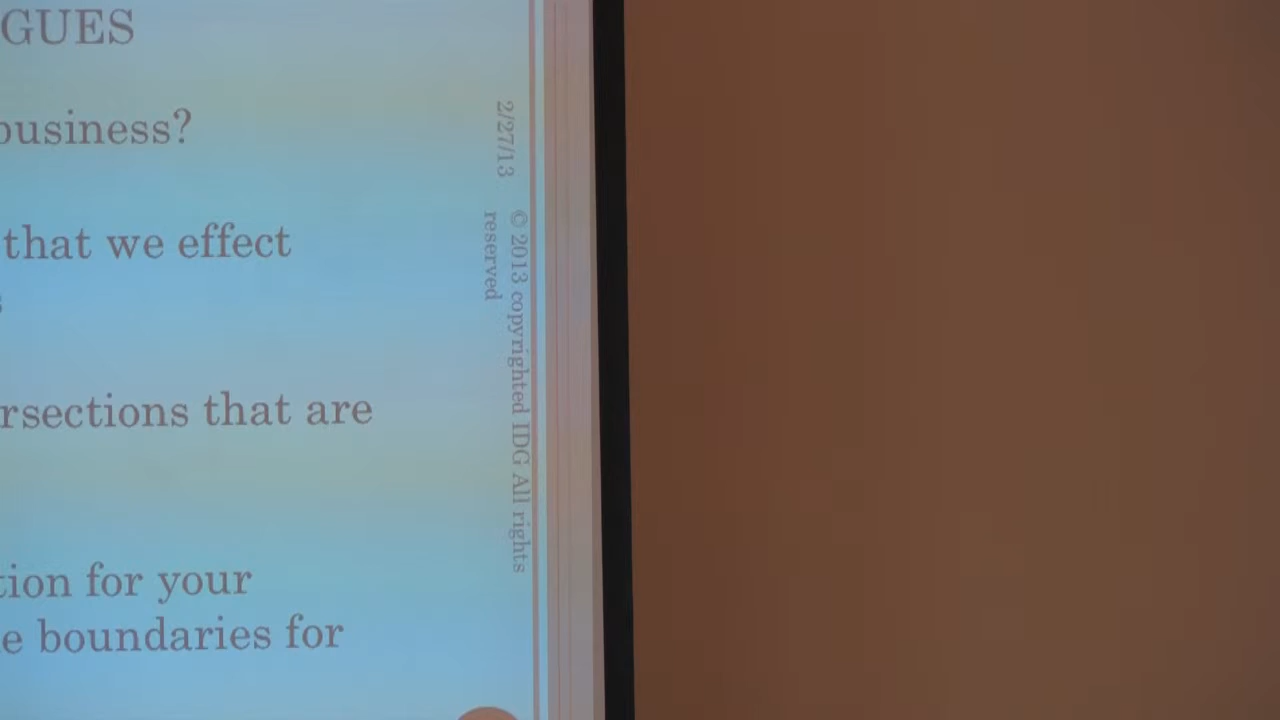 GUES
business?
that we effect
s
rsections that are
tion for your
e boundaries for
2/27/13
© 2013 copyrighted IDG All rights
reserved